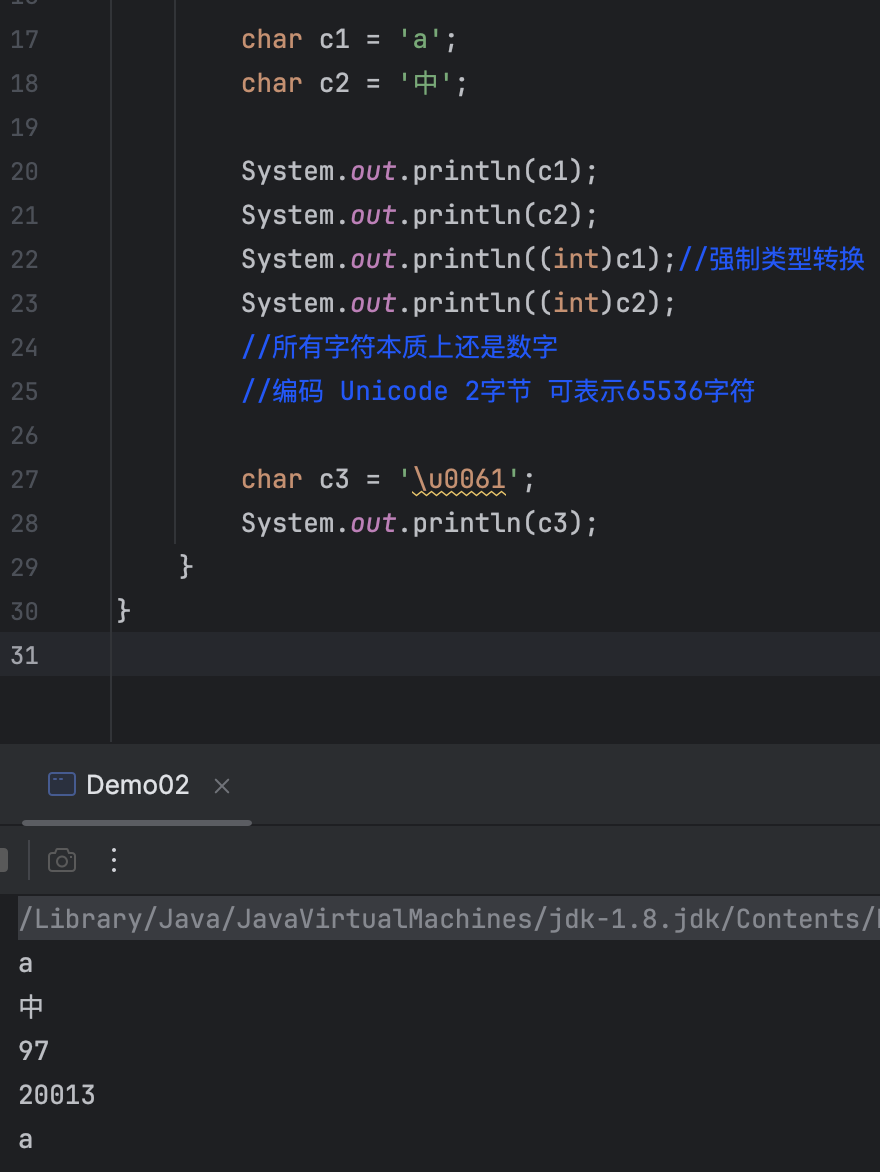 17 char c1 = 'a';
18 char c2 = '中';
19
20 System.out.println(c1);
21 System.out.println(c2);
22 System.out.println((int)c1);//强制类型转换
23 System.out.println((int)c2);
24 //所有字符本质上还是数字
25 //编码 Unicode 2字节 可表示65536字符
26
27 char c3 = '\u0061';
28 System.out.println(c3);
29 }
30 }
31
Demo02
/Library/Java/JavaVirtualMachines/jdk-1.8.jdk/Contents/
a
中
97
20013
a